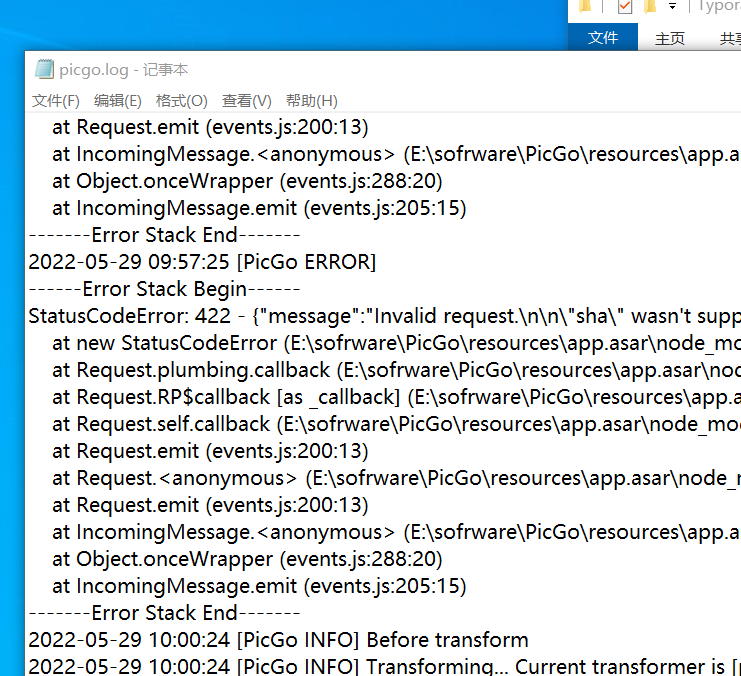 Typor
文件 主页 共享
picgo.log - 记事本
文件(F) 编辑(E) 格式(O) 查看(V) 帮助(H)
at Request.emit (events.js:200:13)
at IncomingMessage.<anonymous> (E:\sofrware\PicGo\resources\app.a
at Object.onceWrapper (events.js:288:20)
at IncomingMessage.emit (events.js:205:15)
-------Error Stack End-------
2022-05-29 09:57:25 [PicGo ERROR]
------Error Stack Begin------
StatusCodeError: 422 - {"message":"Invalid request.\n\n\"sha\" wasn't supp
at new StatusCodeError (E:\sofrware\PicGo\resources\app.asar\node_mo
at Request.plumbing.callback (E:\sofrware\PicGo\resources\app.asar\nod
at Request.RP$callback [as _callback] (E:\sofrware\PicGo\resources\app.a
at Request.self.callback (E:\sofrware\PicGo\resources\app.asar\node_mod
at Request.emit (events.js:200:13)
at Request.<anonymous> (E:\sofrware\PicGo\resources\app.asar\node_r
at Request.emit (events.js:200:13)
at IncomingMessage.<anonymous> (E:\sofrware\PicGo\resources\app.a
at Object.onceWrapper (events.js:288:20)
at IncomingMessage.emit (events.js:205:15)
-------Error Stack End-------
2022-05-29 10:00:24 [PicGo INFO] Before transform
2022-05-29 10:00:24 [PicGo INFO] Transforming... Current transformer is [p